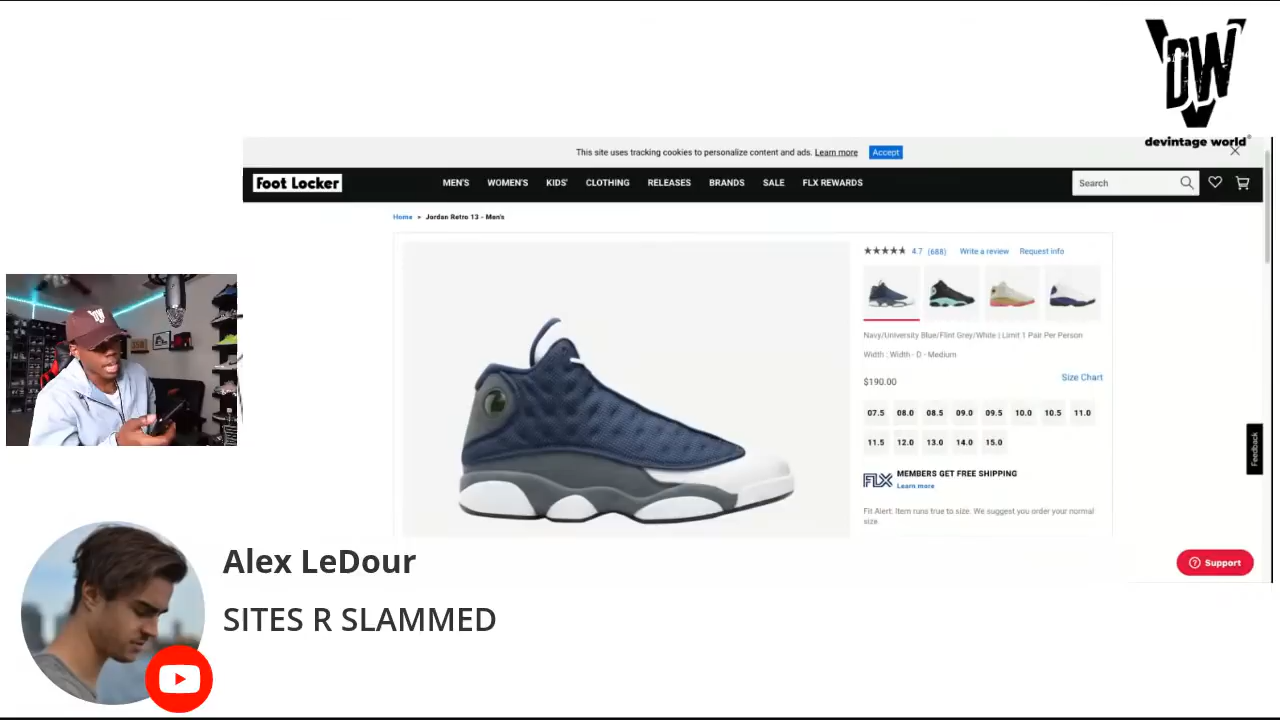 DW
devintage world®
This site uses tracking cookies to personalize content and ads. Learn more
Accept
Foot Locker
MEN'S WOMEN'S KIDS' CLOTHING RELEASES BRANDS SALE FLX REWARDS
Search
Home » Jordan Retro 13 - Men's
4.7 (688) Write a review Request info
Navy/University Blue/Flint Grey/White | Limit 1 Pair Per Person
Width : Width - D - Medium
$190.00
Size Chart
07.5 08.0 08.5 09.0 09.5 10.0 10.5 11.0
11.5 12.0 13.0 14.0 15.0
FLX
MEMBERS GET FREE SHIPPING
Learn more
Fit Alert: Item runs true to size. We suggest you order your normal
size
Feedback
Support
Alex LeDour
SITES R SLAMMED